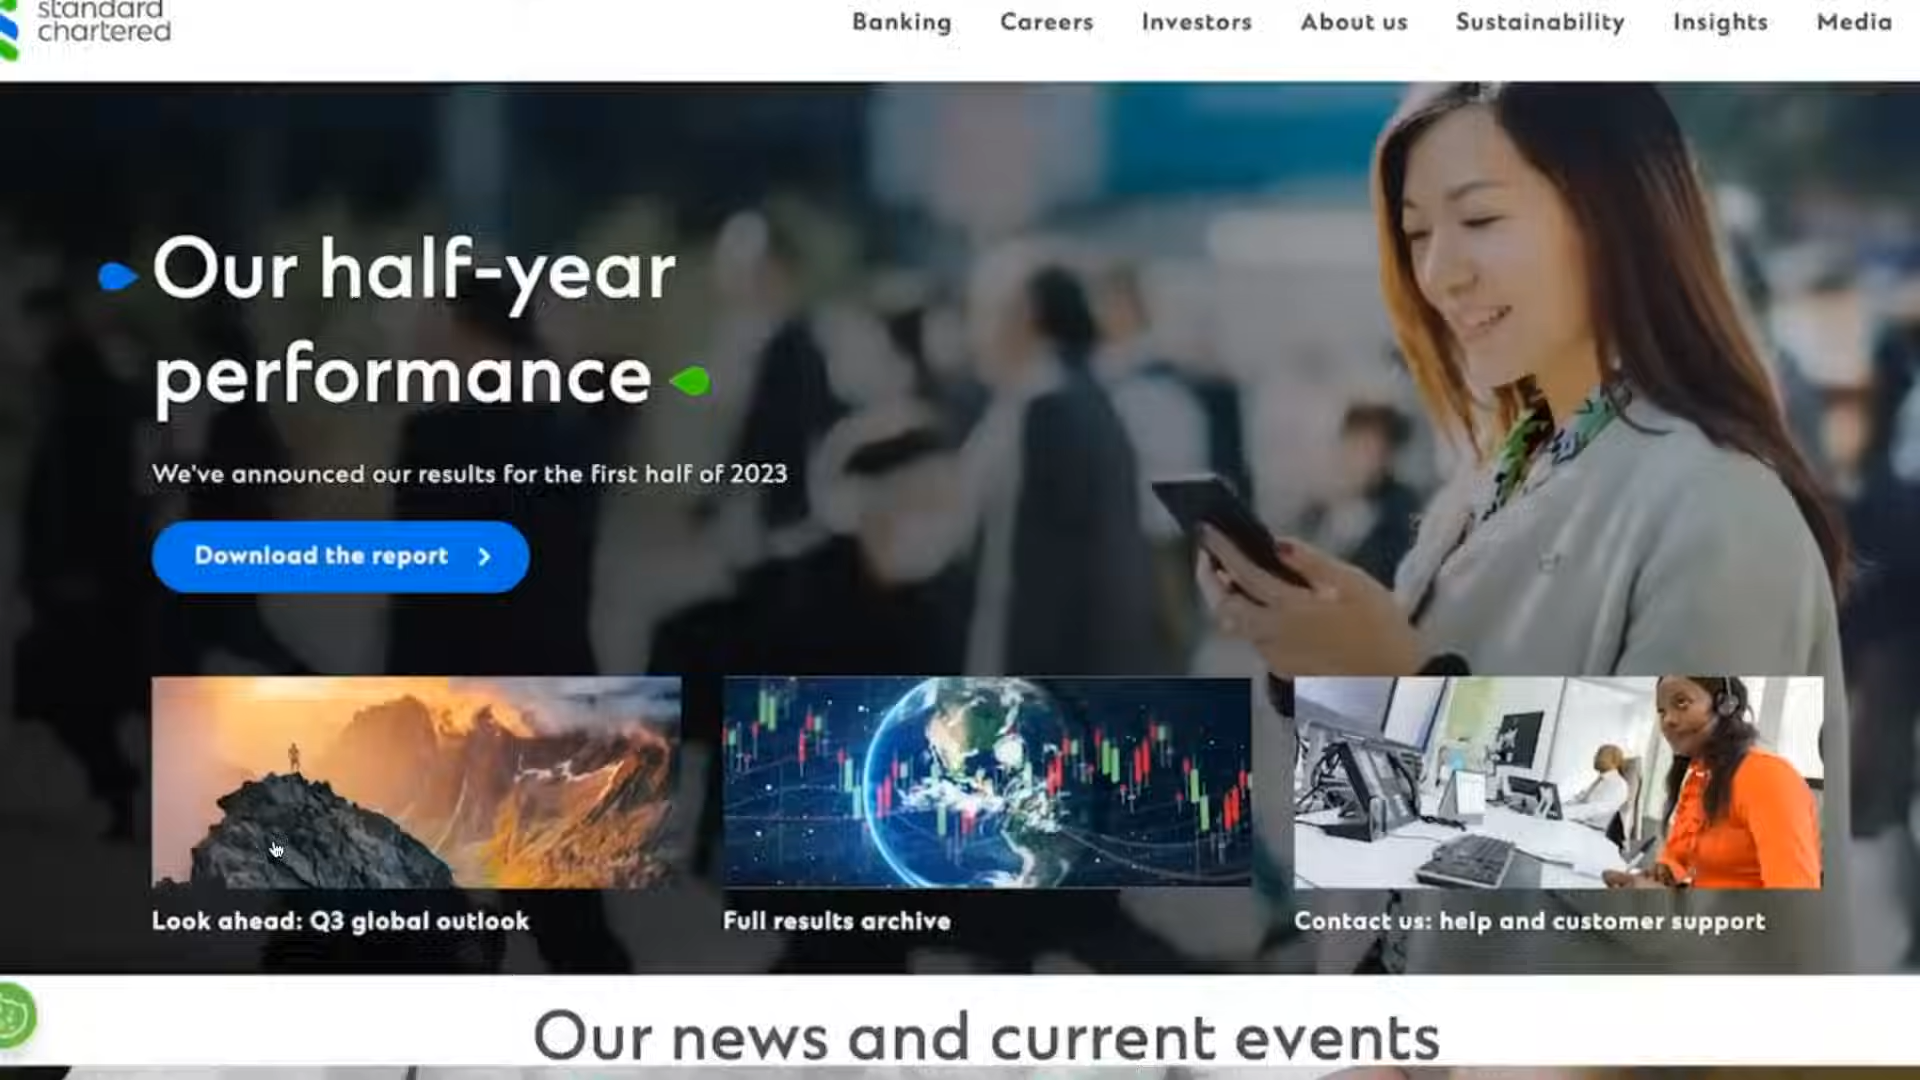 standard
chartered
Banking
Careers
Investors
About us
Sustainability
Insights
Media
Our half-year
performance
We've announced our results for the first half of 2023
Download the report
Look ahead: Q3 global outlook
Full results archive
Contact us: help and customer support
Our news and current events